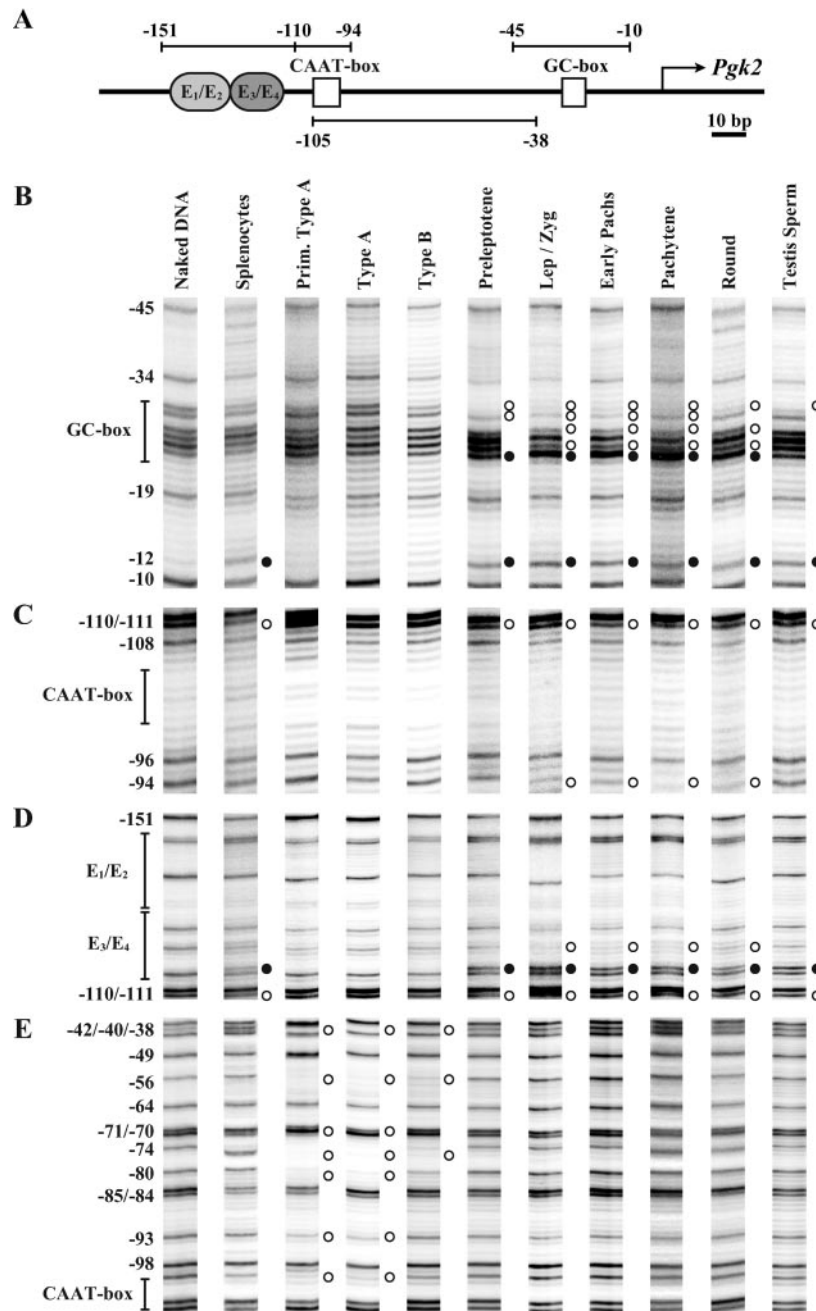 A
-151
-110
-94
-45
-10
CAAT-box
GC-box
Pgk2
E1/E2
E3/E4
10 bp
-105
-38
B
Naked DNA
Splenocytes
Prim. Type A
Type A
Type B
Preleptotene
Lep / Zyg
Early Pachs
Pachytene
Round
Testis Sperm
-45
-34
GC-box
-19
-12
-10
C
-110/-111
-108
CAAT-box
-96
-94
D
-151
E1/E2
E3/E4
-110/-111
E
-42/-40/-38
-49
-56
-64
-71/-70
-74
-80
-85/-84
-93
-98
CAAT-box